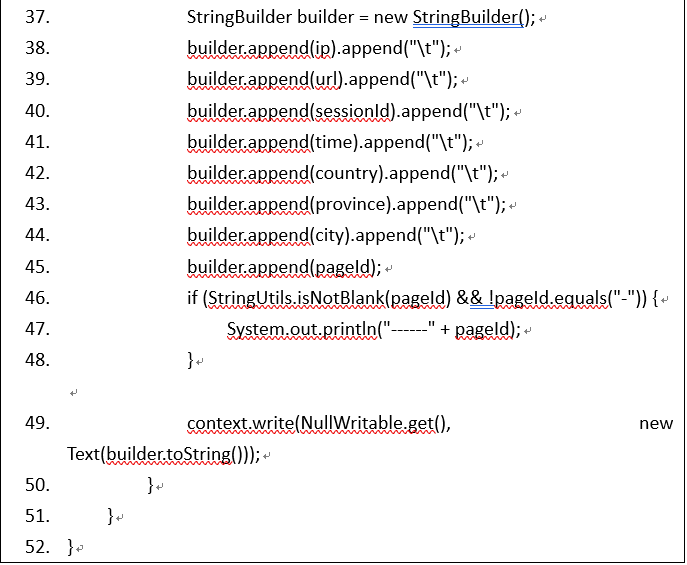 37. StringBuilder builder = new StringBuilder();
38. builder.append(ip).append("\t");
39. builder.append(url).append("\t");
40. builder.append(sessionId).append("\t");
41. builder.append(time).append("\t");
42. builder.append(country).append("\t");
43. builder.append(province).append("\t");
44. builder.append(city).append("\t");
45. builder.append(pageId);
46. if (StringUtils.isNotBlank(pageId) && !pageId.equals("-")) {
47. System.out.println("------" + pageId);
48. }
49. context.write(NullWritable.get(), new
Text(builder.toString()));
50. }
51. }
52. }